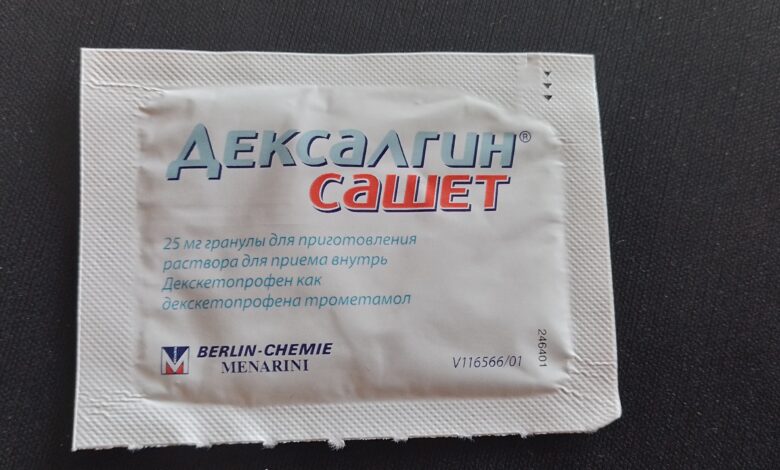 Дексалгин®
сашет
25 мг гранулы для приготовления
раствора для приема внутрь
Декскетопрофен как
декскетопрофена трометамол
BERLIN-CHEMIE
MENARINI
V116566/01
246401